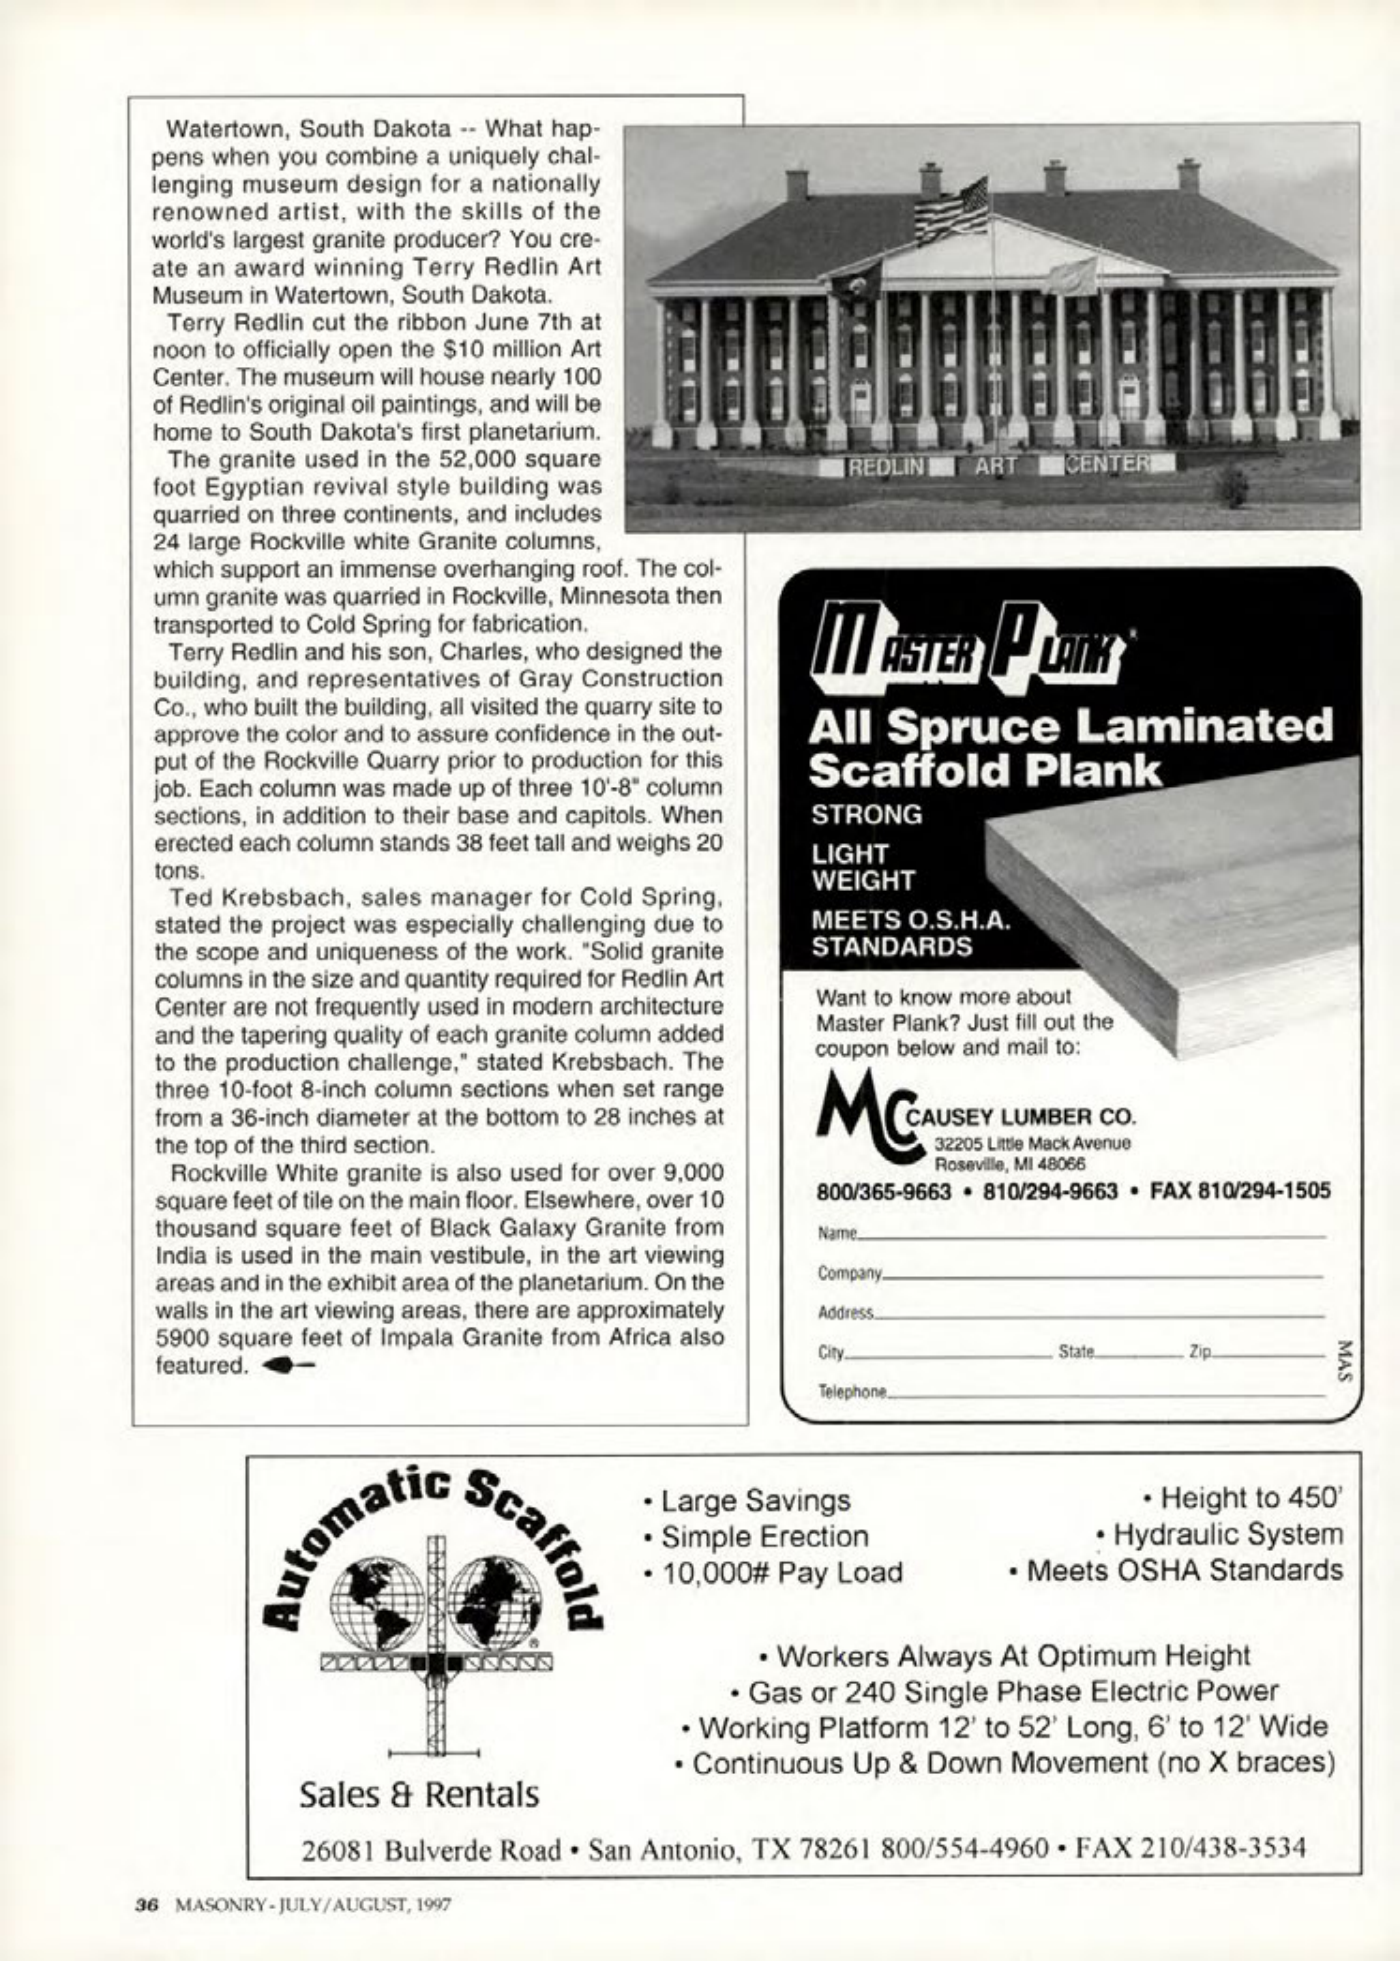 Watertown, South Dakota -- What hap-
pens when you combine a uniquely chal-
lenging museum design for a nationally
renowned artist, with the skills of the
world's largest granite producer? You cre-
ate an award winning Terry Redlin Art
Museum in Watertown, South Dakota.
Terry Redlin cut the ribbon June 7th at
noon to officially open the $10 million Art
Center. The museum will house nearly 100
of Redlin's original oil paintings, and will be
home to South Dakota's first planetarium.
The granite used in the 52,000 square
foot Egyptian revival style building was
quarried on three continents, and includes
24 large Rockville white Granite columns,
which support an immense overhanging roof. The col-
umn granite was quarried in Rockville, Minnesota then
transported to Cold Spring for fabrication.
Terry Redlin and his son, Charles, who designed the
building, and representatives of Gray Construction
Co., who built the building, all visited the quarry site to
approve the color and to assure confidence in the out-
put of the Rockville Quarry prior to production for this
job. Each column was made up of three 10'-8" column
sections, in addition to their base and capitols. When
erected each column stands 38 feet tall and weighs 20
tons.
Ted Krebsbach, sales manager for Cold Spring,
stated the project was especially challenging due to
the scope and uniqueness of the work. "Solid granite
columns in the size and quantity required for Redlin Art
Center are not frequently used in modern architecture
and the tapering quality of each granite column added
to the production challenge," stated Krebsbach. The
three 10-foot 8-inch column sections when set range
from a 36-inch diameter at the bottom to 28 inches at
the top of the third section.
Rockville White granite is also used for over 9,000
square feet of tile on the main floor. Elsewhere, over 10
thousand square feet of Black Galaxy Granite from
India is used in the main vestibule, in the art viewing
areas and in the exhibit area of the planetarium. On the
walls in the art viewing areas, there are approximately
5900 square feet of Impala Granite from Africa also
featured.
REDLIN ART CENTER
MASTER PLANK®
All Spruce Laminated
Scaffold Plank
STRONG
LIGHT
WEIGHT
MEETS O.S.H.A.
STANDARDS
Want to know more about
Master Plank? Just fill out the
coupon below and mail to:
MCCAUSEY LUMBER CO.
32205 Little Mack Avenue
Roseville, MI 48066
800/365-9663 • 810/294-9663 • FAX 810/294-1505
Name
Company
Address
City State Zip
Telephone
MAS
Automatic Scaffold
®
Sales & Rentals
• Large Savings
• Simple Erection
• 10,000# Pay Load
• Height to 450'
• Hydraulic System
• Meets OSHA Standards
• Workers Always At Optimum Height
• Gas or 240 Single Phase Electric Power
• Working Platform 12' to 52' Long, 6' to 12' Wide
• Continuous Up & Down Movement (no X braces)
26081 Bulverde Road • San Antonio, TX 78261 800/554-4960 • FAX 210/438-3534
36 MASONRY - JULY/AUGUST, 1997